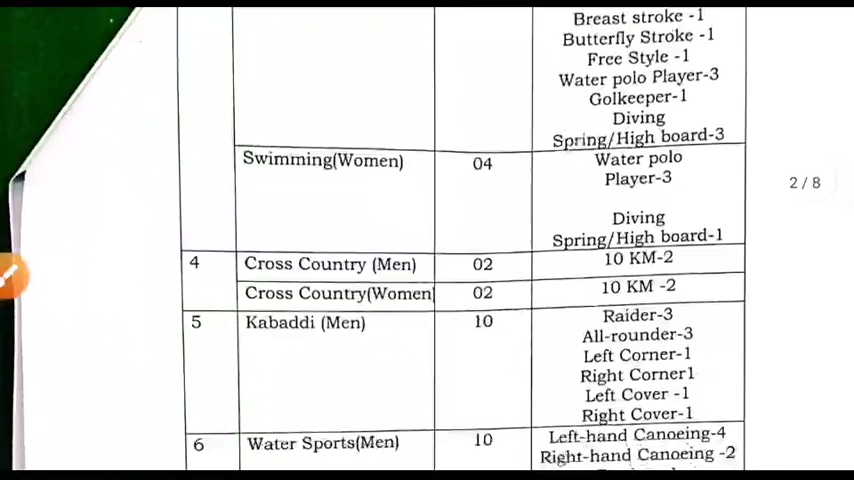 Breast stroke -1
Butterfly Stroke -1
Free Style -1
Water polo Player-3
Golkeeper-1
Diving
Spring/High board-3
Swimming(Women) 04 Water polo
Player-3
Diving
Spring/High board-1
4 Cross Country (Men) 02 10 KM-2
Cross Country(Women) 02 10 KM -2
5 Kabaddi (Men) 10 Raider-3
All-rounder-3
Left Corner-1
Right Corner1
Left Cover -1
Right Cover-1
6 Water Sports(Men) 10 Left-hand Canoeing-4
Right-hand Canoeing -2
2/8